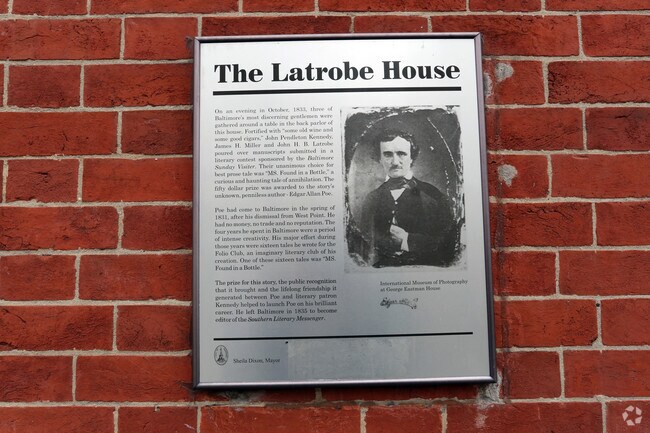 The Latrobe House
On an evening in October, 1833, three of
Baltimore's most discerning gentlemen were
gathered around a table in the back parlor of
this house. Fortified with "some old wine and
some good cigars," John Pendleton Kennedy,
James H. Miller and John H. B. Latrobe
poured over manuscripts submitted in a
literary contest sponsored by the Baltimore
Sunday Visiter. Their unanimous choice for
best prose tale was "MS. Found in a Bottle," a
curious and haunting tale of annihilation. The
fifty dollar prize was awarded to the story's
unknown, penniless author - Edgar Allan Poe.
Poe had come to Baltimore in the spring of
1831, after his dismissal from West Point. He
had no money, no trade and no reputation. The
four years he spent in Baltimore were a period
of intense creativity. His major effort during
those years were sixteen tales he wrote for the
Folio Club, an imaginary literary club of his
creation. One of these sixteen tales was "MS.
Found in a Bottle."
The prize for this story, the public recognition
that it brought and the lifelong friendship it
generated between Poe and literary patron
Kennedy helped to launch Poe on his brilliant
career. He left Baltimore in 1835 to become
editor of the Southern Literary Messenger.
International Museum of Photography
at George Eastman House
Sheila Dixon, Mayor